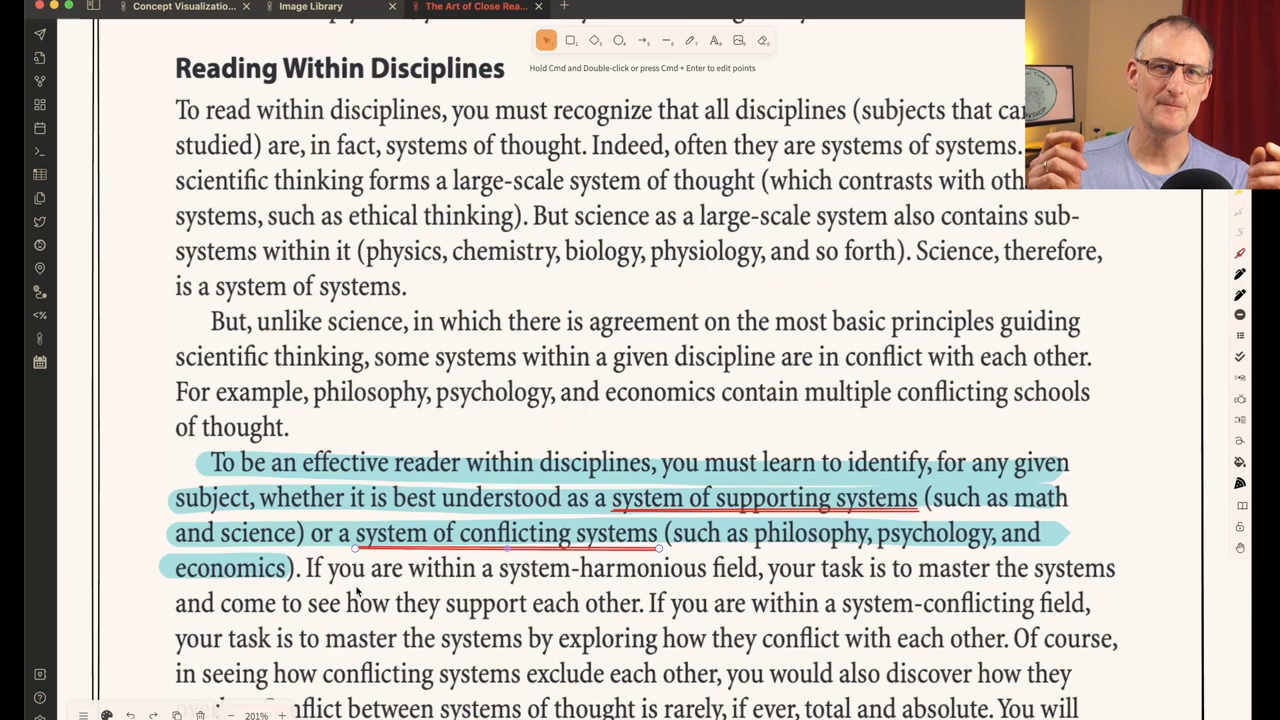 Concept Visualizatio...
Image Library
The Art of Close Rea...
Hold Cmd and Double-click or press Cmd + Enter to edit points
Reading Within Disciplines
To read within disciplines, you must recognize that all disciplines (subjects that
studied) are, in fact, systems of thought. Indeed, often they are systems of systems.
scientific thinking forms a large-scale system of thought (which contrasts with
systems, such as ethical thinking). But science as a large-scale system also contains sub-
systems within it (physics, chemistry, biology, physiology, and so forth). Science, therefore,
is a system of systems.
But, unlike science, in which there is agreement on the most basic principles guiding
scientific thinking, some systems within a given discipline are in conflict with each other.
For example, philosophy, psychology, and economics contain multiple conflicting schools
of thought.
To be an effective reader within disciplines, you must learn to identify, for any given
subject, whether it is best understood as a system of supporting systems (such as math
and science) or a system of conflicting systems (such as philosophy, psychology, and
economics). If you are within a system-harmonious field, your task is to master the systems
and come to see how they support each other. If you are within a system-conflicting field,
your task is to master the systems by exploring how they conflict with each other. Of course,
in seeing how conflicting systems exclude each other, you would also discover how they
between systems of thought is rarely, if ever, total and absolute. You will
201%